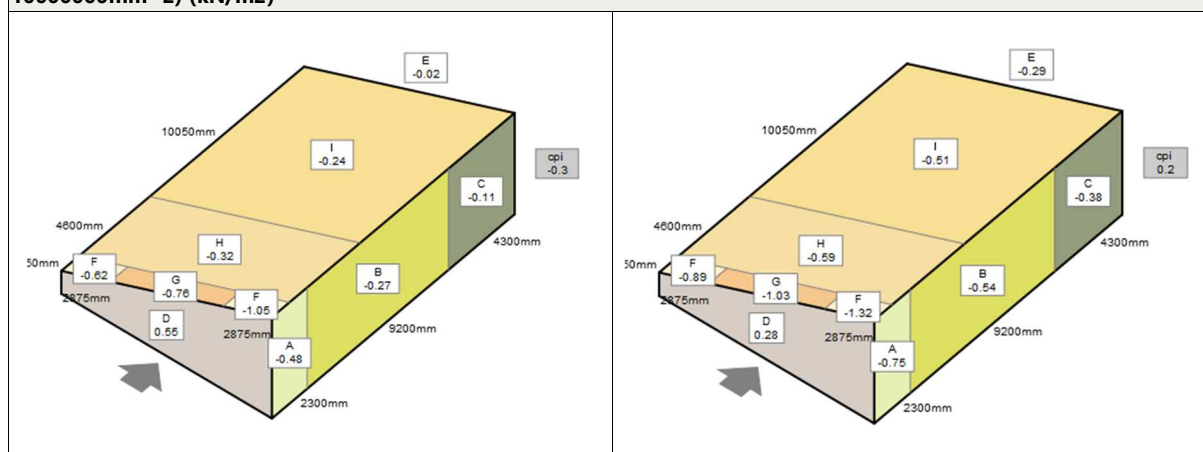 10000000mm^2) (kN/m2)
E
-0.02
10050mm
I
-0.24
cpi
-0.3
C
-0.11
4600mm
4300mm
H
-0.32
50mm
F
-0.62
B
-0.27
G
-0.76
F
-1.05
2875mm
D
0.55
2875mm
9200mm
A
-0.48
2300mm
E
-0.29
10050mm
I
-0.51
cpi
0.2
C
-0.38
4600mm
4300mm
H
-0.59
50mm
F
-0.89
B
-0.54
G
-1.03
F
-1.32
2875mm
D
0.28
2875mm
9200mm
A
-0.75
2300mm